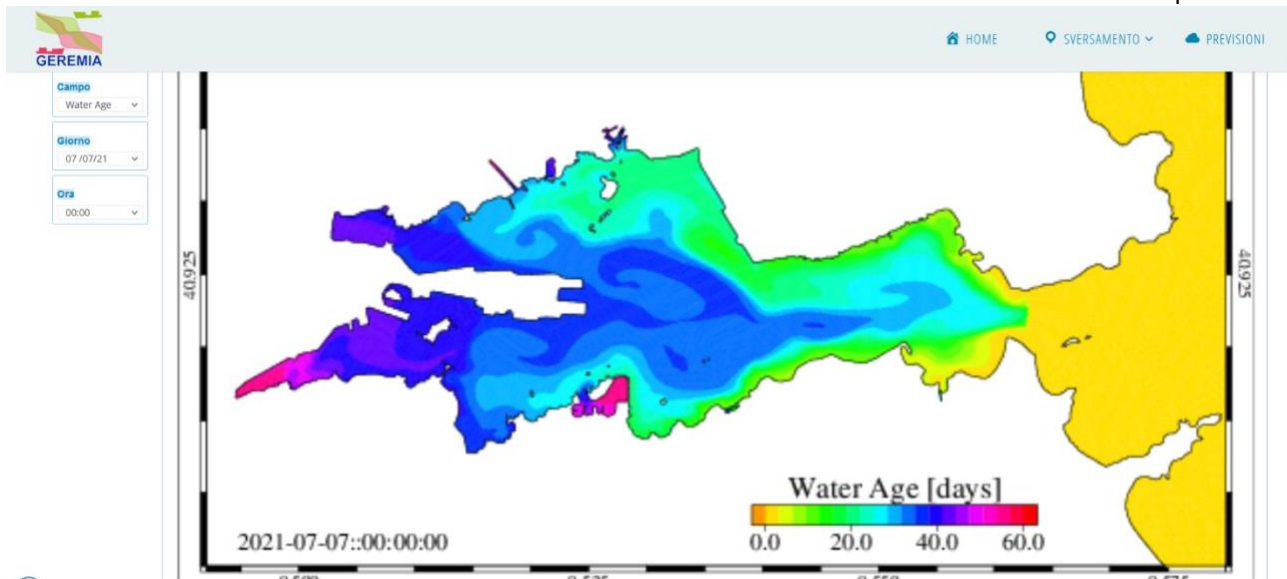 GEREMIA
HOME
SVERSAMENTO
PREVISIONI
Campo
Water Age
Giorno
07 /07/21
Ora
00:00
40.925
40.925
Water Age [days]
0.0 20.0 40.0 60.0
2021-07-07::00:00:00